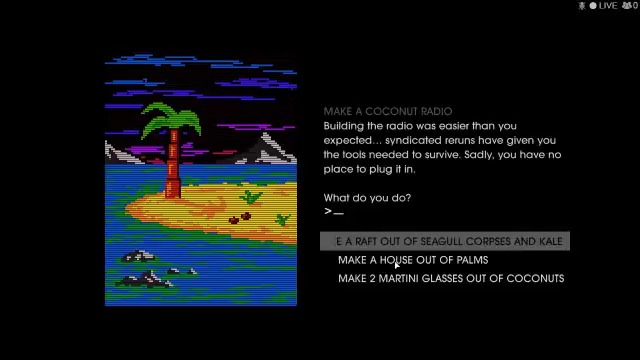 LIVE 0
MAKE A COCONUT RADIO
Building the radio was easier than you
expected... syndicated reruns have given you
the tools needed to survive. Sadly, you have no
place to plug it in.
What do you do?
>__
E A RAFT OUT OF SEAGULL CORPSES AND KALE
MAKE A HOUSE OUT OF PALMS
MAKE 2 MARTINI GLASSES OUT OF COCONUTS